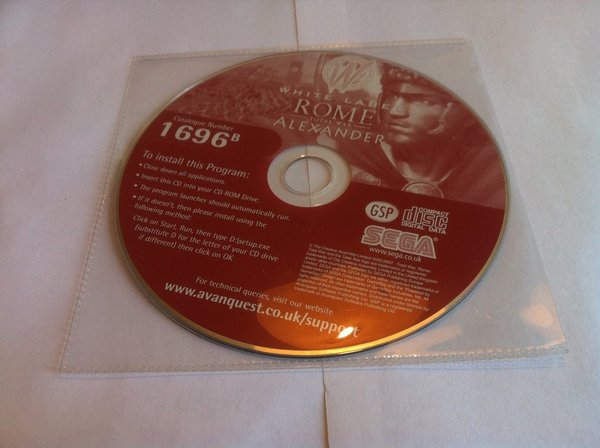 WHITE LABEL
ROME
TOTAL WAR
ALEXANDER
Catalogue Number
1696B
To install this Program:
• Close down all applications.
• Insert this CD into your CD ROM Drive.
• The program launcher should automatically run.
• If it doesn't, then please install using the
following method:
Click on Start, Run, then type D:\setup.exe
(substitute D for the letter of your CD drive
if different) then click on OK
GSP
COMPACT
disc
DIGITAL DATA
SEGA
www.sega.co.uk
For technical queries, visit our website
www.avanquest.co.uk/support